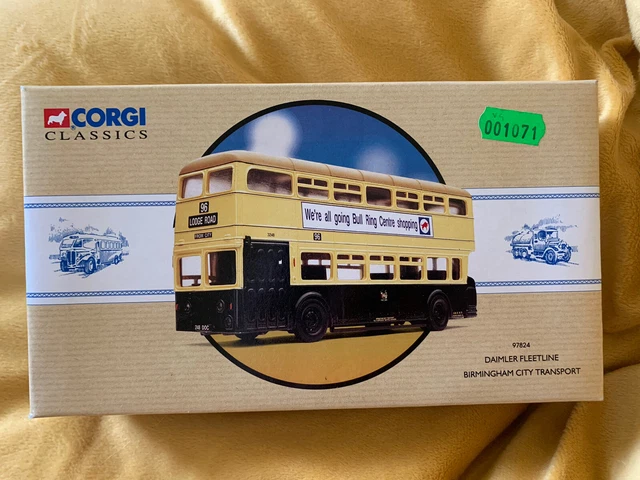 CORGI
CLASSICS
001071
96
LODGE ROAD
We're all going Bull Ring Centre shopping
96
97824
DAIMLER FLEETLINE
BIRMINGHAM CITY TRANSPORT